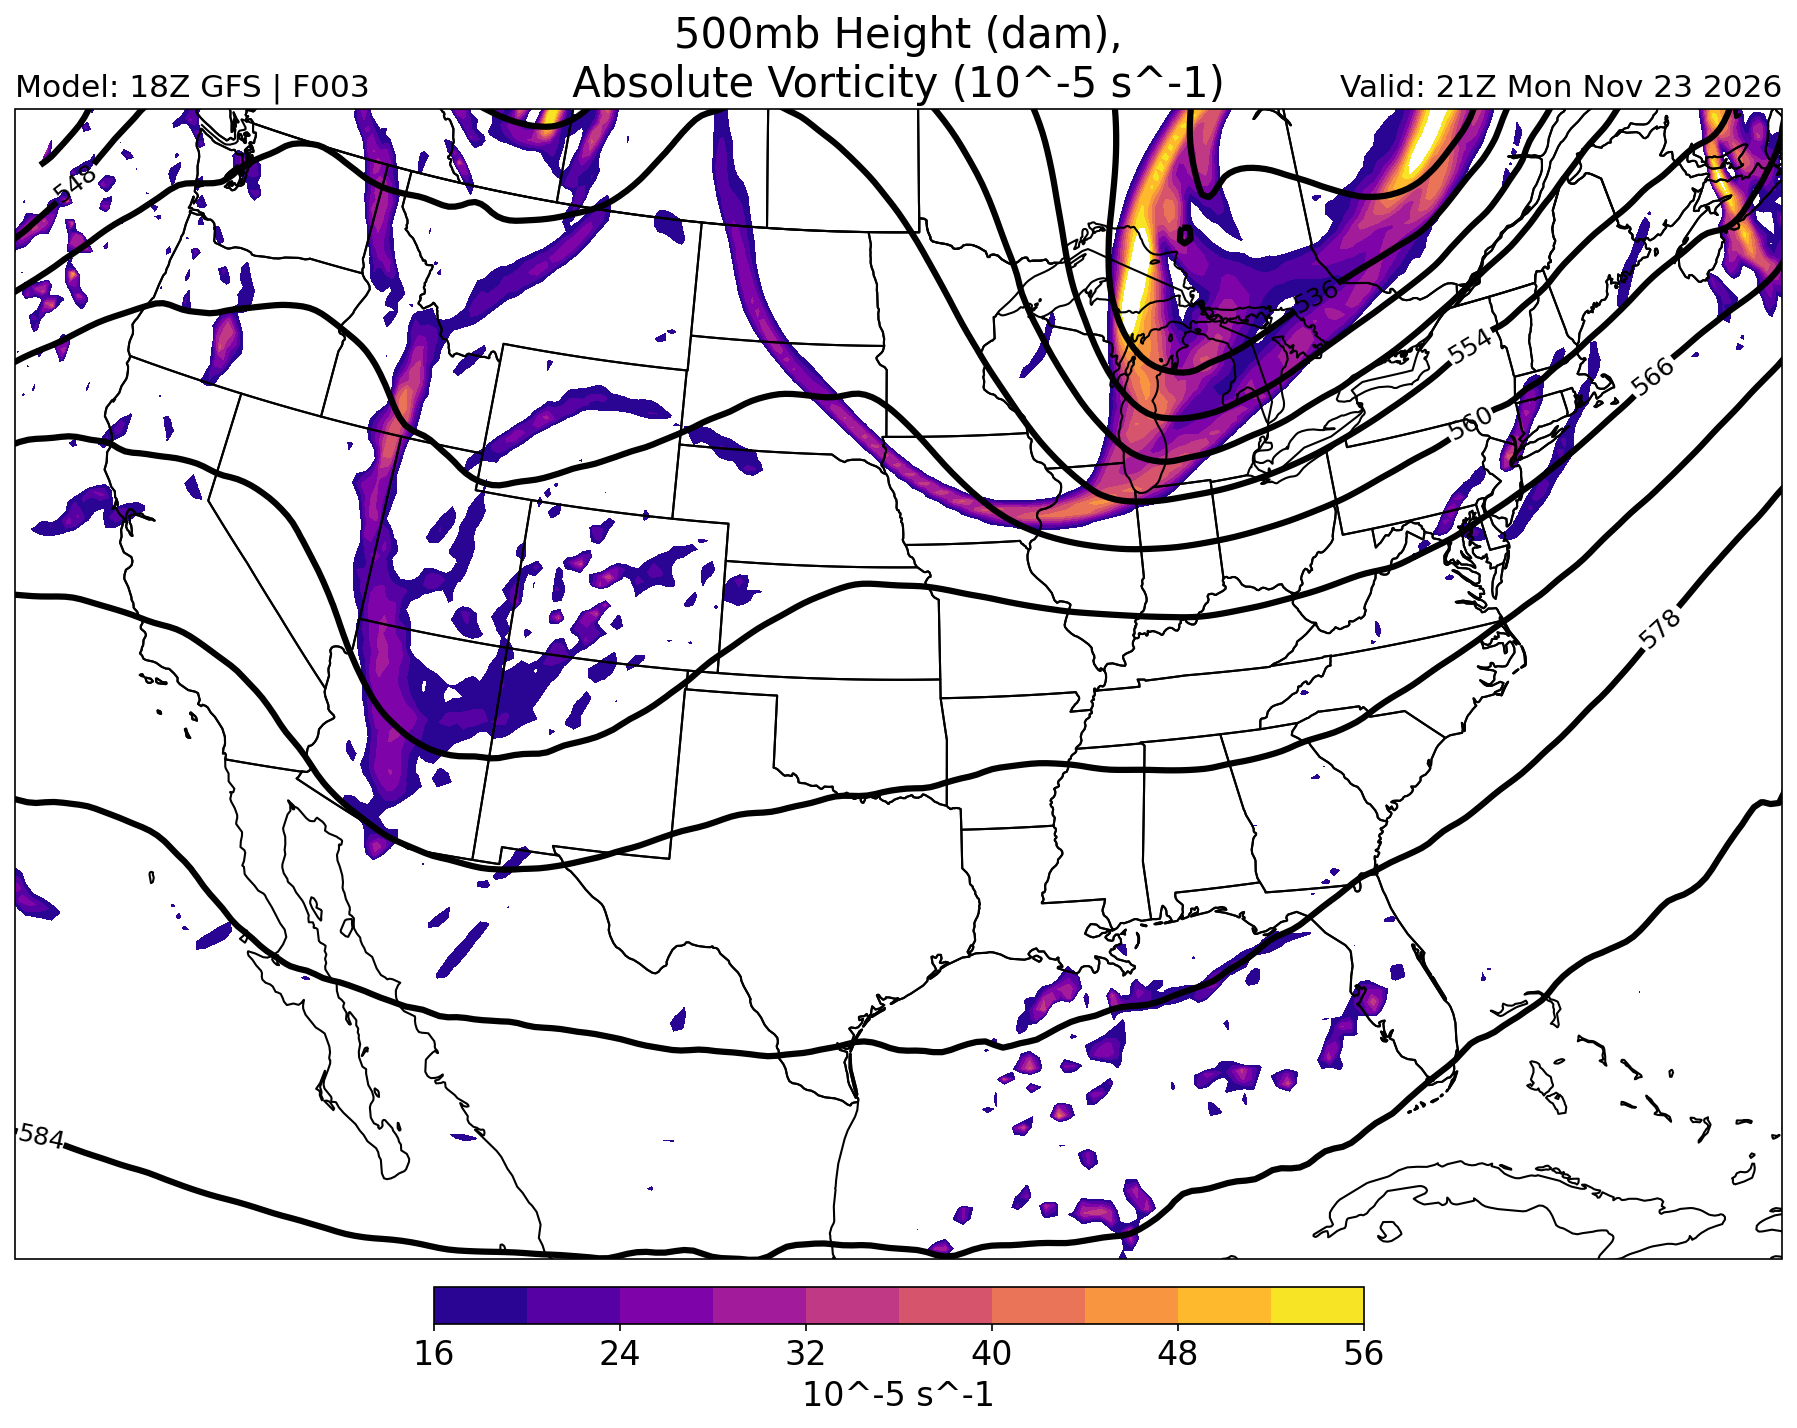 500mb Height (dam),
Absolute Vorticity (10^-5 s^-1)
Model: 18Z GFS | F003
Valid: 21Z Mon Nov 23 2026
548
536
554
566
560
578
584
16 24 32 40 48 56
10^-5 s^-1